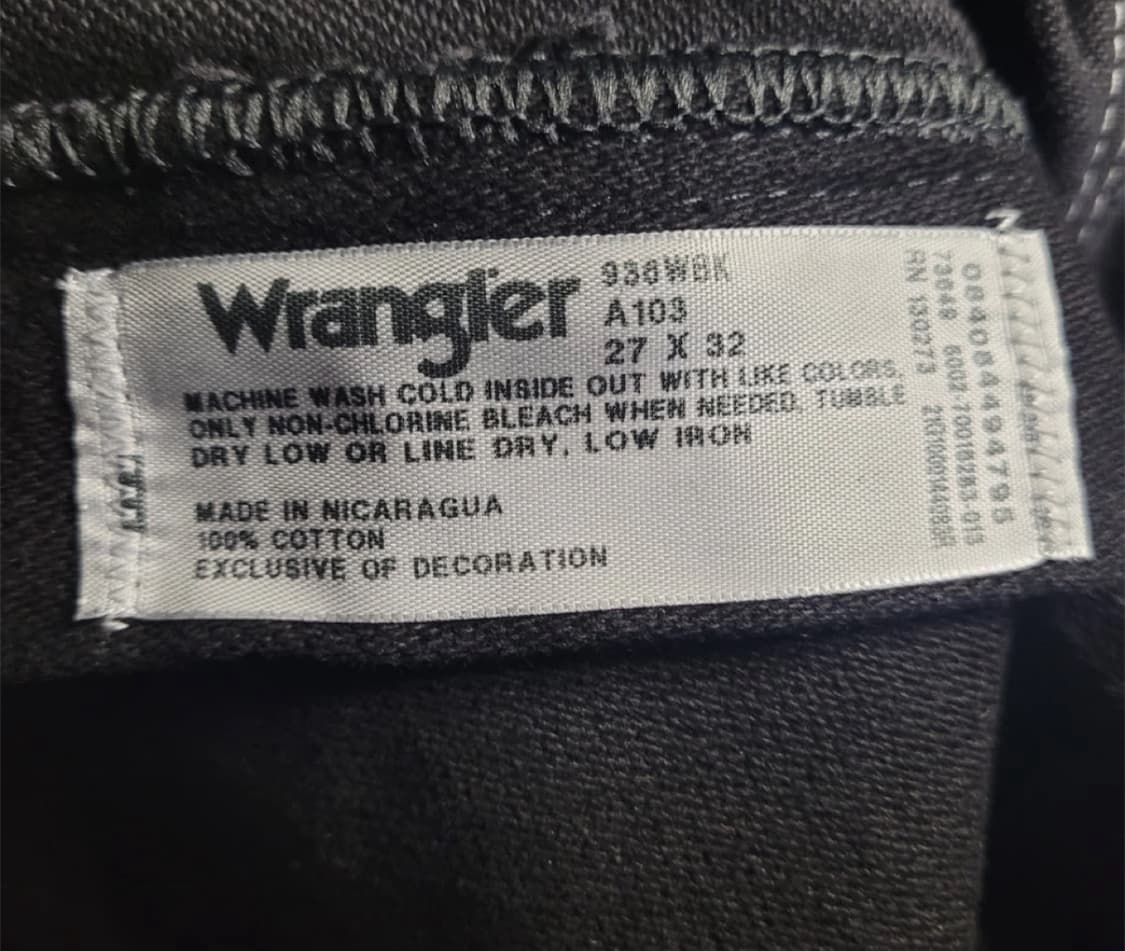 Wrangler
936WBK
A103
27 X 32
MACHINE WASH COLD INSIDE OUT WITH LIKE COLORS,
ONLY NON-CHLORINE BLEACH WHEN NEEDED, TUMBLE
DRY LOW OR LINE DRY, LOW IRON
MADE IN NICARAGUA
100% COTTON
EXCLUSIVE OF DECORATION
084084494795
RN 130273